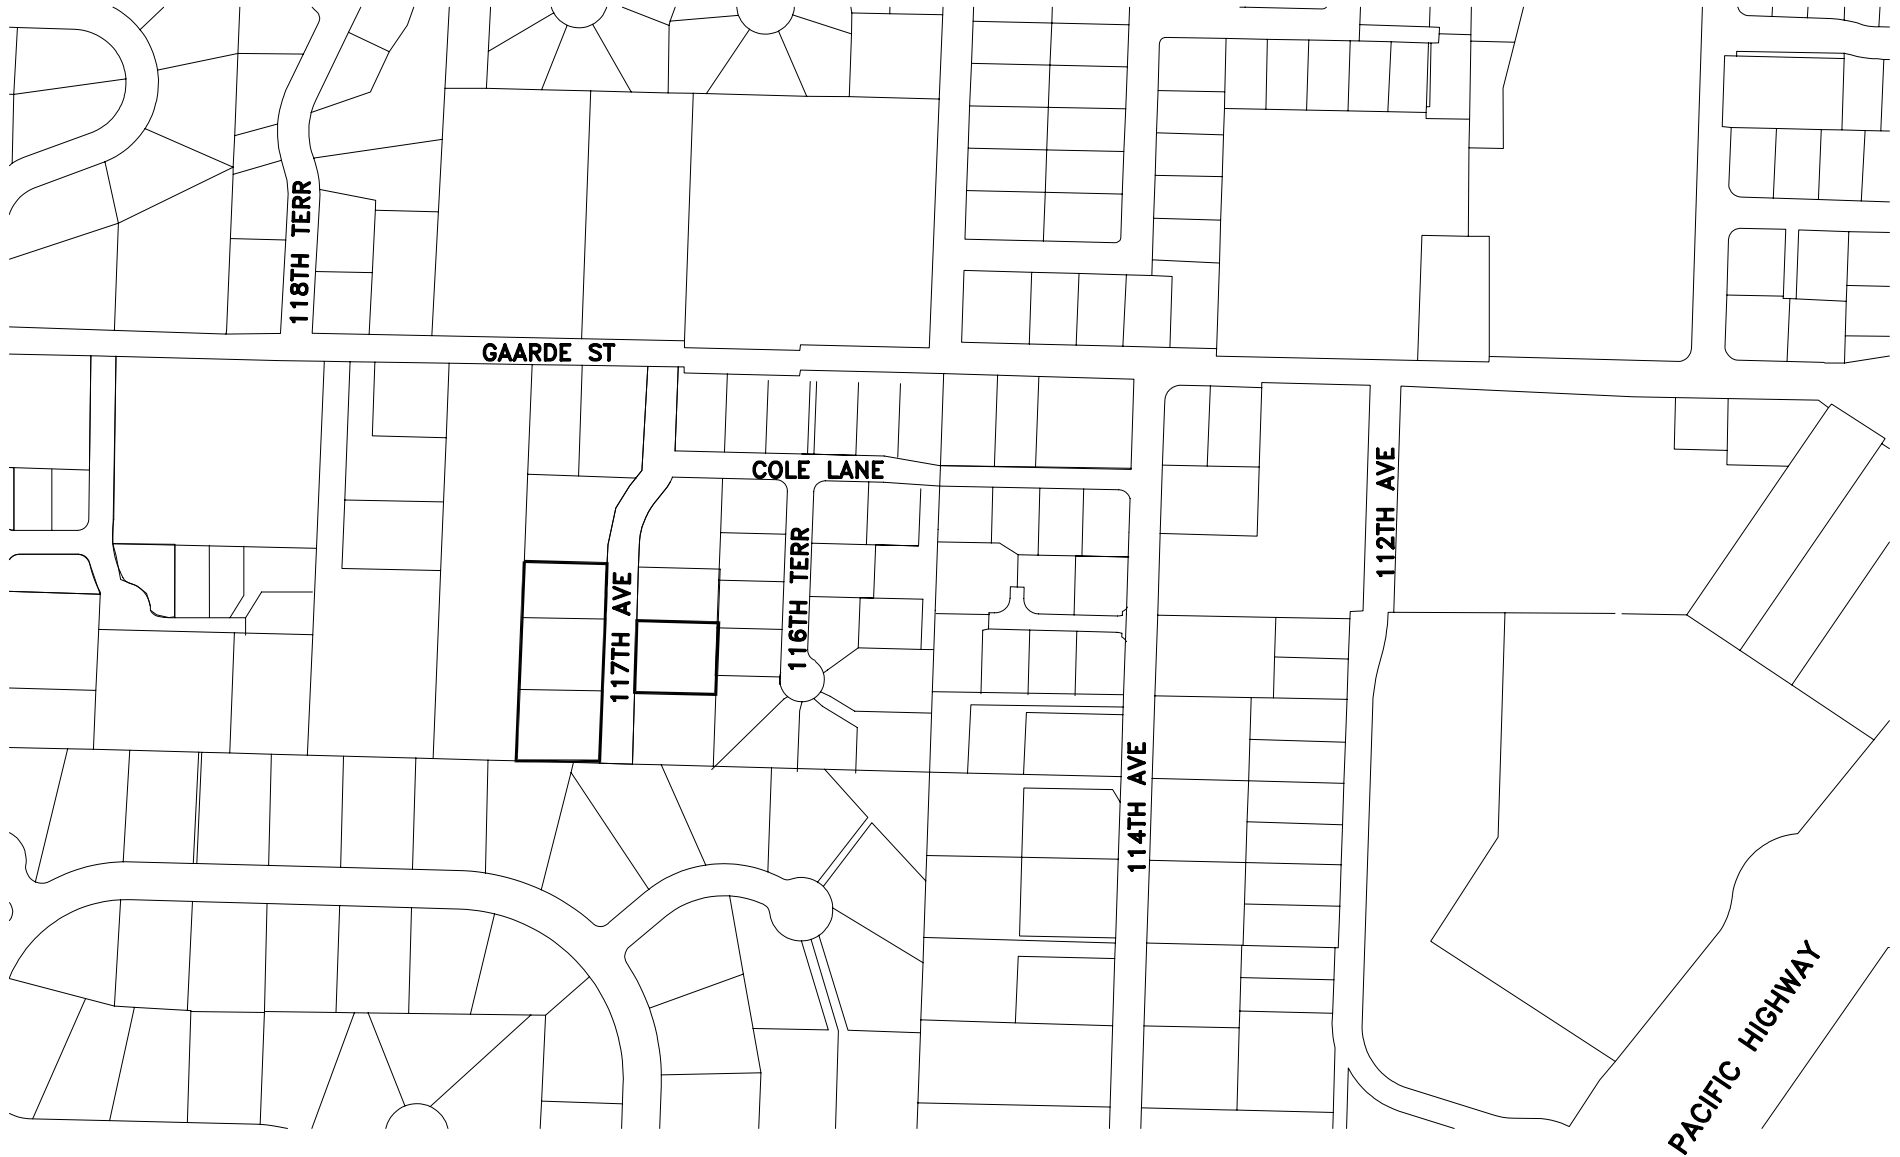 118TH TERR
GAARDE ST
COLE LANE
112TH AVE
116TH TERR
117TH AVE
114TH AVE
PACIFIC HIGHWAY